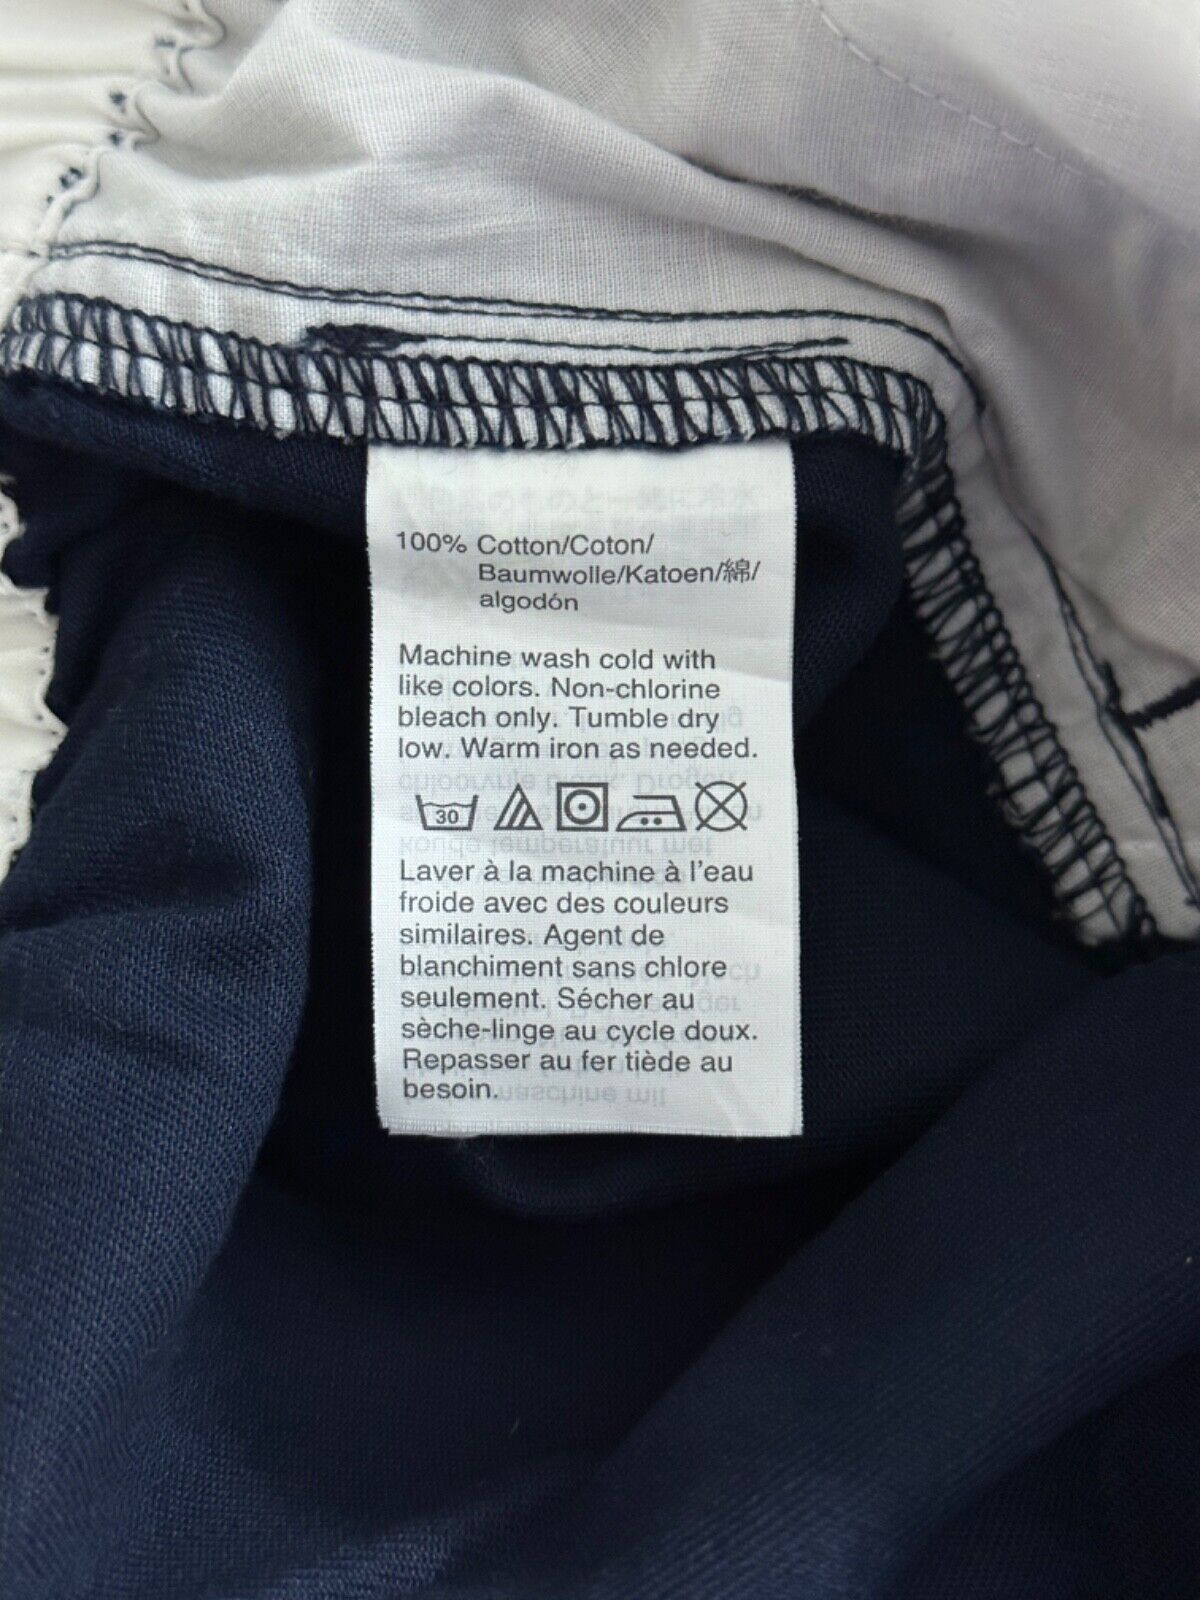 100% Cotton/Coton/
Baumwolle/Katoen/綿/
algodón
Machine wash cold with
like colors. Non-chlorine
bleach only. Tumble dry
low. Warm iron as needed.
30
Laver à la machine à l'eau
froide avec des couleurs
similaires. Agent de
blanchiment sans chlore
seulement. Sécher au
sèche-linge au cycle doux.
Repasser au fer tiède au
besoin.